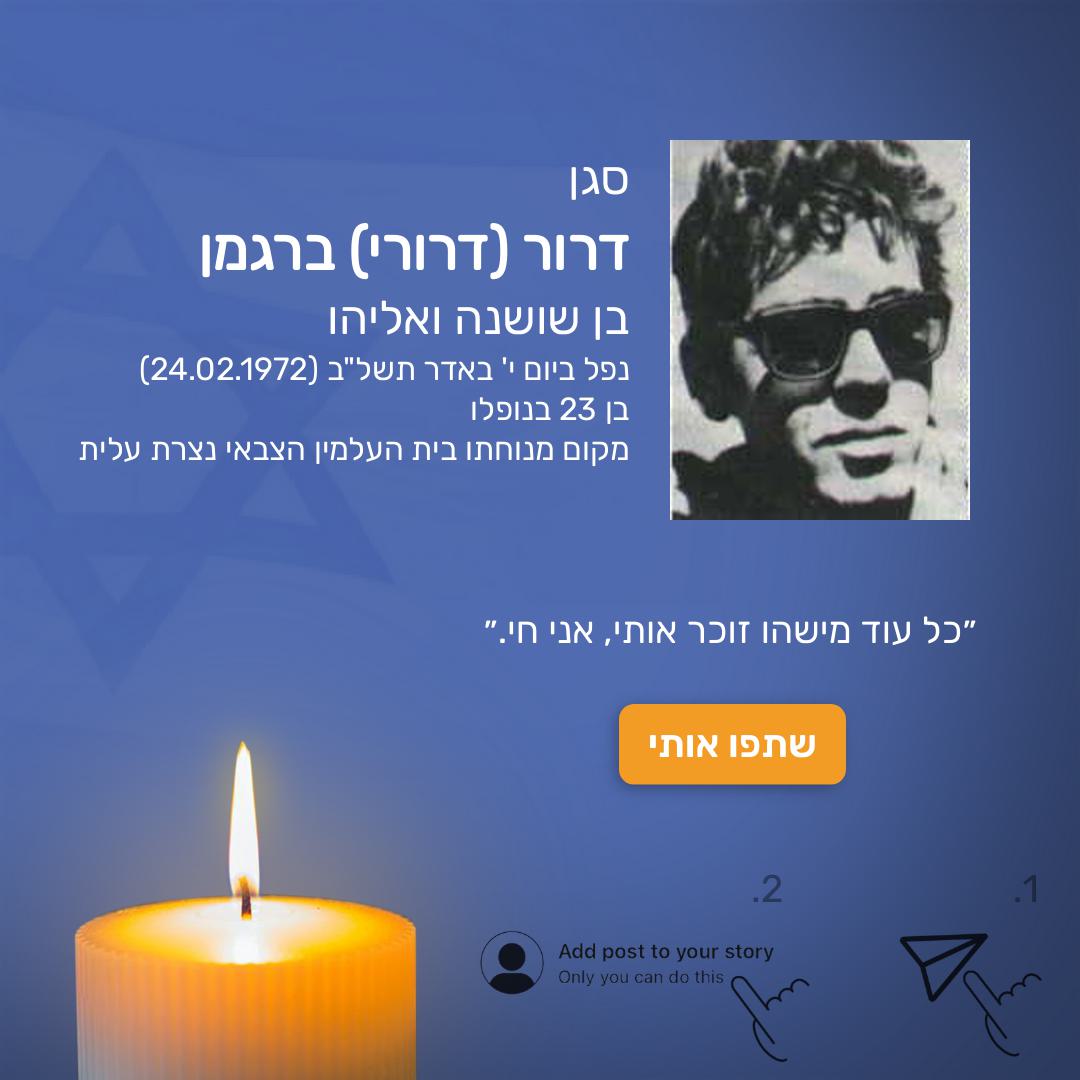 סגן
דרור (דרורי) ברגמן
בן שושנה ואליהו
נפל ביום י' באדר תשל"ב (24.02.1972)
בן 23 בנופלו
מקום מנוחתו בית העלמין הצבאי נצרת עלית
״כל עוד מישהו זוכר אותי, אני חי.״
שתפו אותי
1.
2.
Add post to your story
Only you can do this